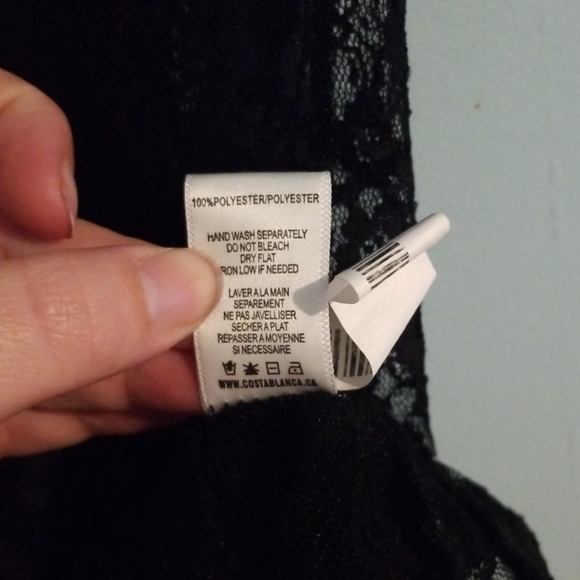 100%POLYESTER/POLYESTER
HAND WASH SEPARATELY
DO NOT BLEACH
DRY FLAT
RON LOW IF NEEDED
LAVER A LA MAIN
SEPAREMENT
NE PAS JAVELLISER
SECHER A PLAT
REPASSER A MOYENNE
SI NECESSAIRE
WWW.COSTABLANCA.CA